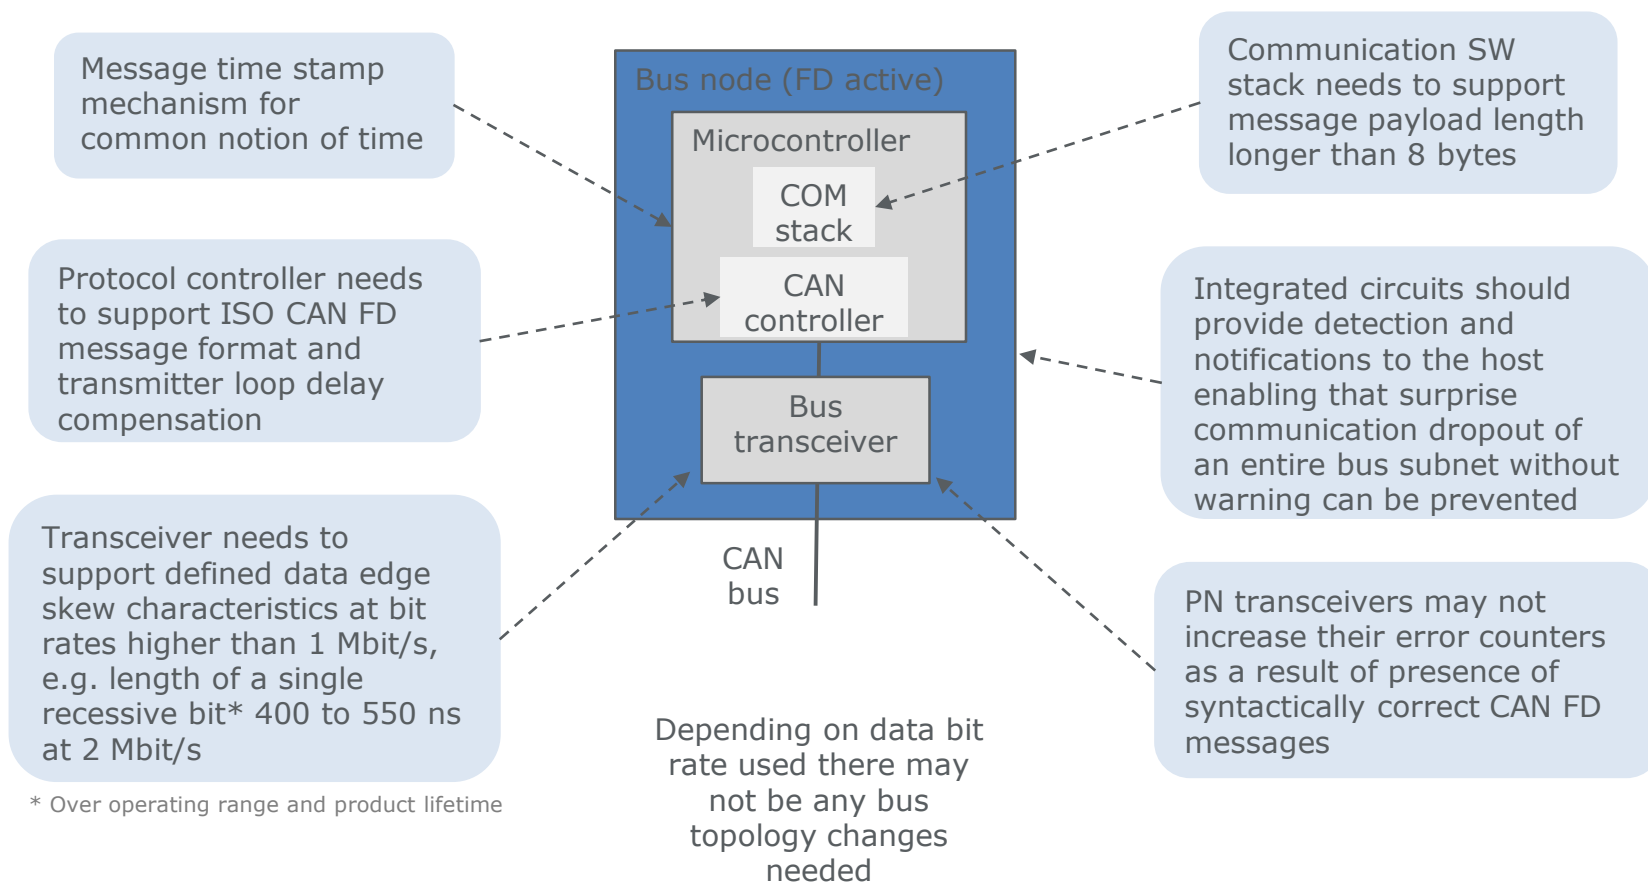 Message time stamp
mechanism for
common notion of time
Bus node (FD active)
Microcontroller
COM
stack
CAN
controller
Bus
transceiver
CAN
bus
Communication SW
stack needs to support
message payload length
longer than 8 bytes
Protocol controller needs
to support ISO CAN FD
message format and
transmitter loop delay
compensation
Integrated circuits should
provide detection and
notifications to the host
enabling that surprise
communication dropout of
an entire bus subnet without
warning can be prevented
Transceiver needs to
support defined data edge
skew characteristics at bit
rates higher than 1 Mbit/s,
e.g. length of a single
recessive bit* 400 to 550 ns
at 2 Mbit/s
* Over operating range and product lifetime
PN transceivers may not
increase their error counters
as a result of presence of
syntactically correct CAN FD
messages
Depending on data bit
rate used there may
not be any bus
topology changes
needed